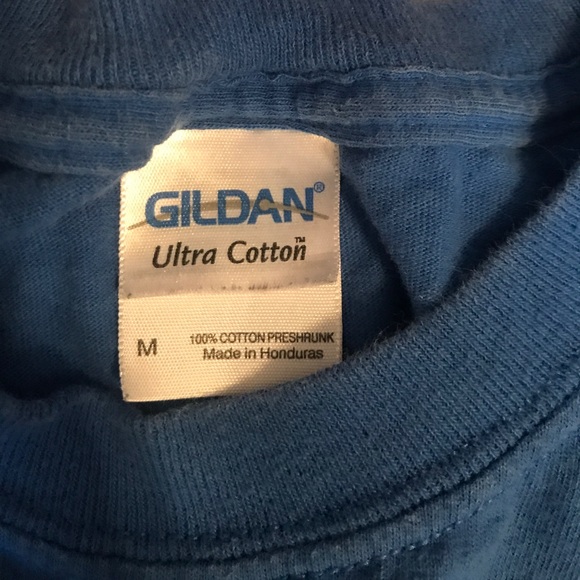 GILDAN®
Ultra Cotton™
M
100% COTTON PRESHRUNK
Made in Honduras